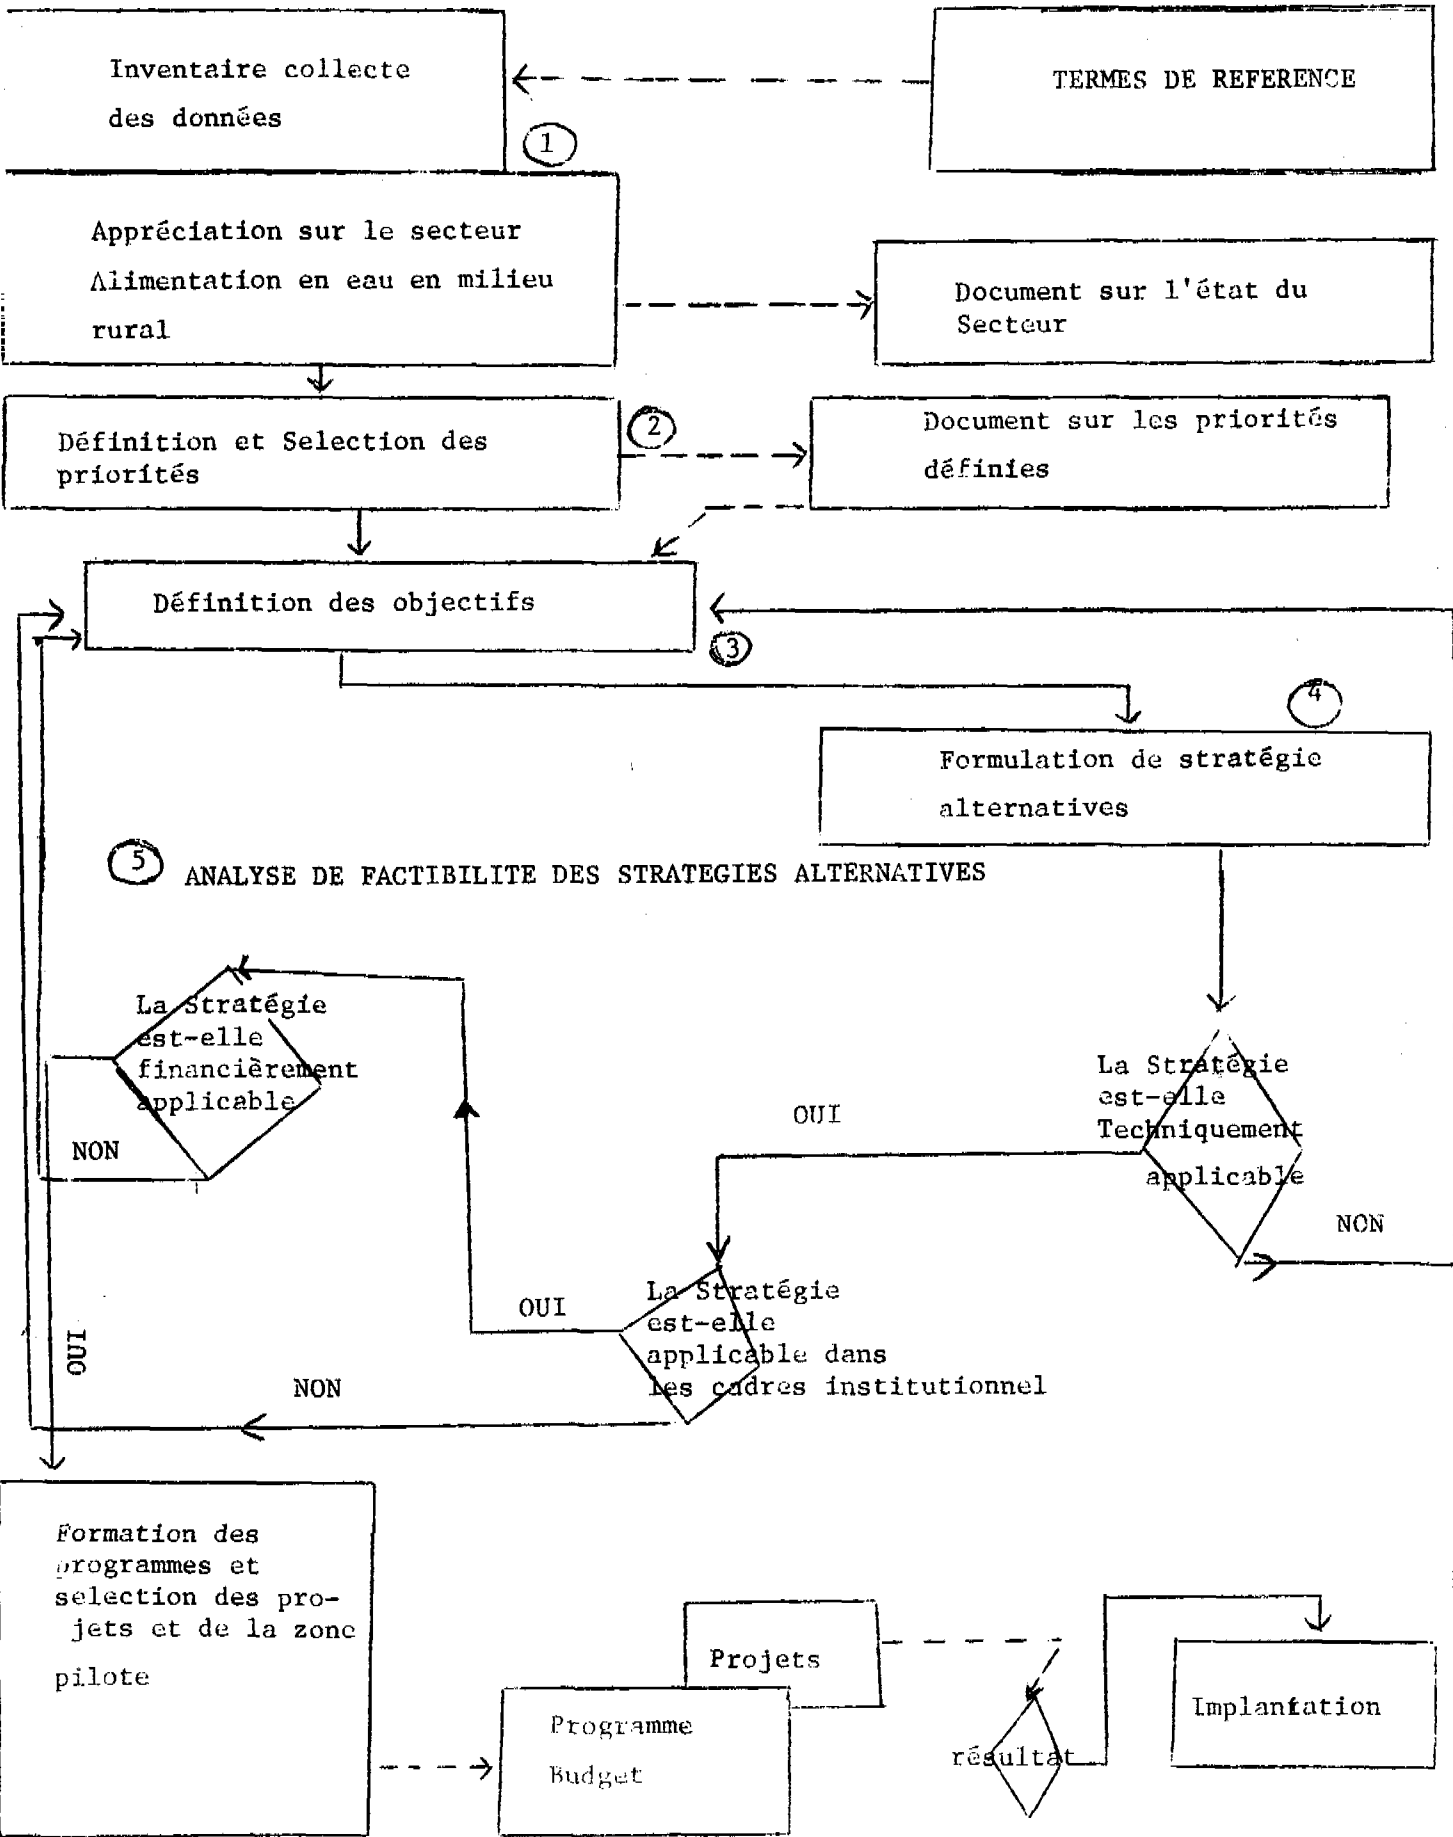 Inventaire collecte
des données
TERMES DE REFERENCE
1
Appréciation sur le secteur
Alimentation en eau en milieu
rural
Document sur l'état du
Secteur
Définition et Selection des
priorités
2
Document sur les priorités
définies
Définition des objectifs
3
4
Formulation de stratégie
alternatives
5 ANALYSE DE FACTIBILITE DES STRATEGIES ALTERNATIVES
La Stratégie
est-elle
financièrement
applicable
NON
La Stratégie
est-elle
Techniquement
applicable
OUI
NON
La Stratégie
est-elle
applicable dans
les cadres institutionnel
OUI
NON
OUI
Formation des
programmes et
selection des pro-
jets et de la zone
pilote
Projets
Programme
Budget
résultat
Implantation